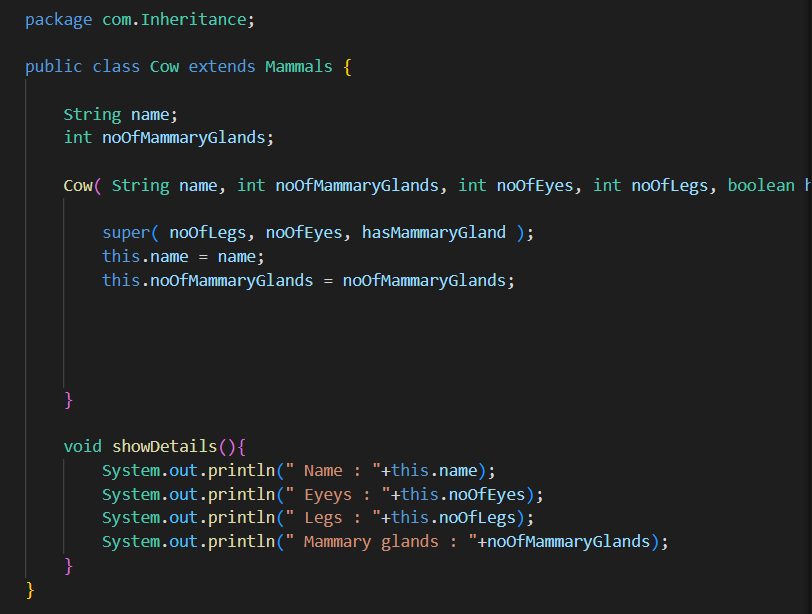 package com.Inheritance;
public class Cow extends Mammals {
String name;
int noOfMammaryGlands;
Cow( String name, int noOfMammaryGlands, int noOfEyes, int noOfLegs, boolean
super( noOfLegs, noOfEyes, hasMammaryGland );
this.name = name;
this.noOfMammaryGlands = noOfMammaryGlands;
}
void showDetails(){
System.out.println(" Name : "+this.name);
System.out.println(" Eyeys : "+this.noOfEyes);
System.out.println(" Legs : "+this.noOfLegs);
System.out.println(" Mammary glands : "+noOfMammaryGlands);
}
}